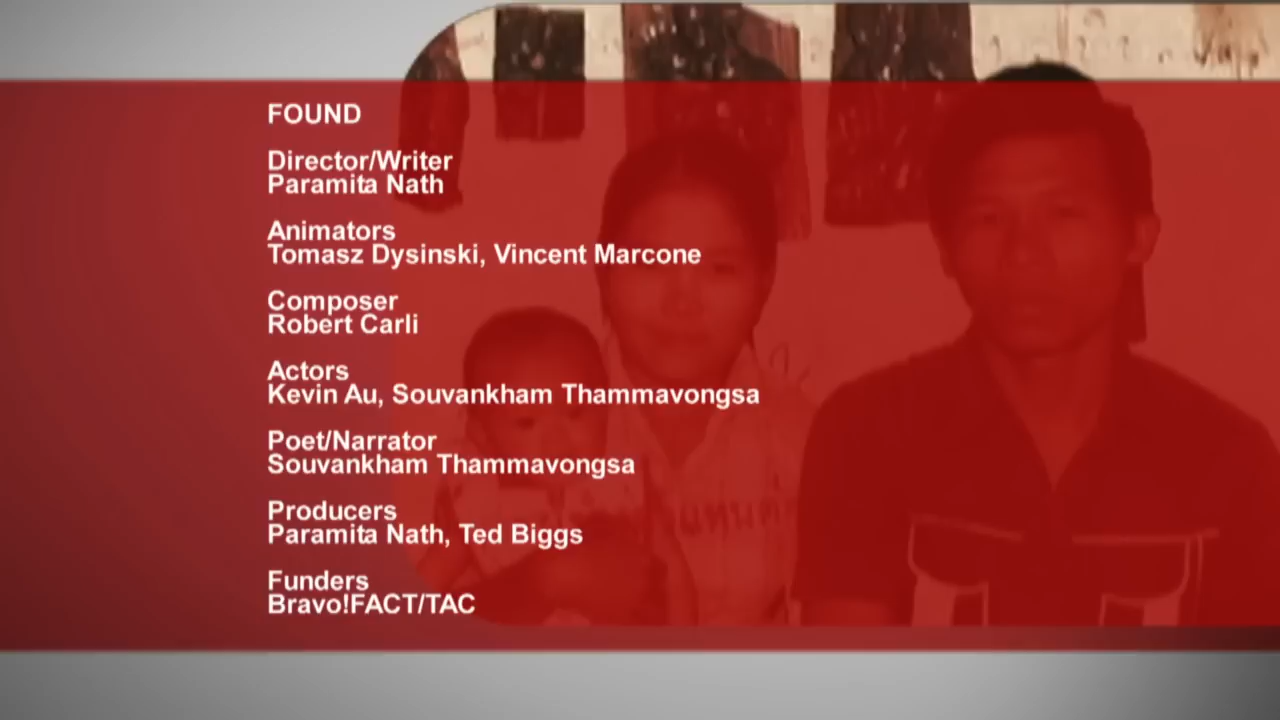 FOUND
Director/Writer
Paramita Nath
Animators
Tomasz Dysinski, Vincent Marcone
Composer
Robert Carli
Actors
Kevin Au, Souvankham Thammavongsa
Poet/Narrator
Souvankham Thammavongsa
Producers
Paramita Nath, Ted Biggs
Funders
Bravo!FACT/TAC